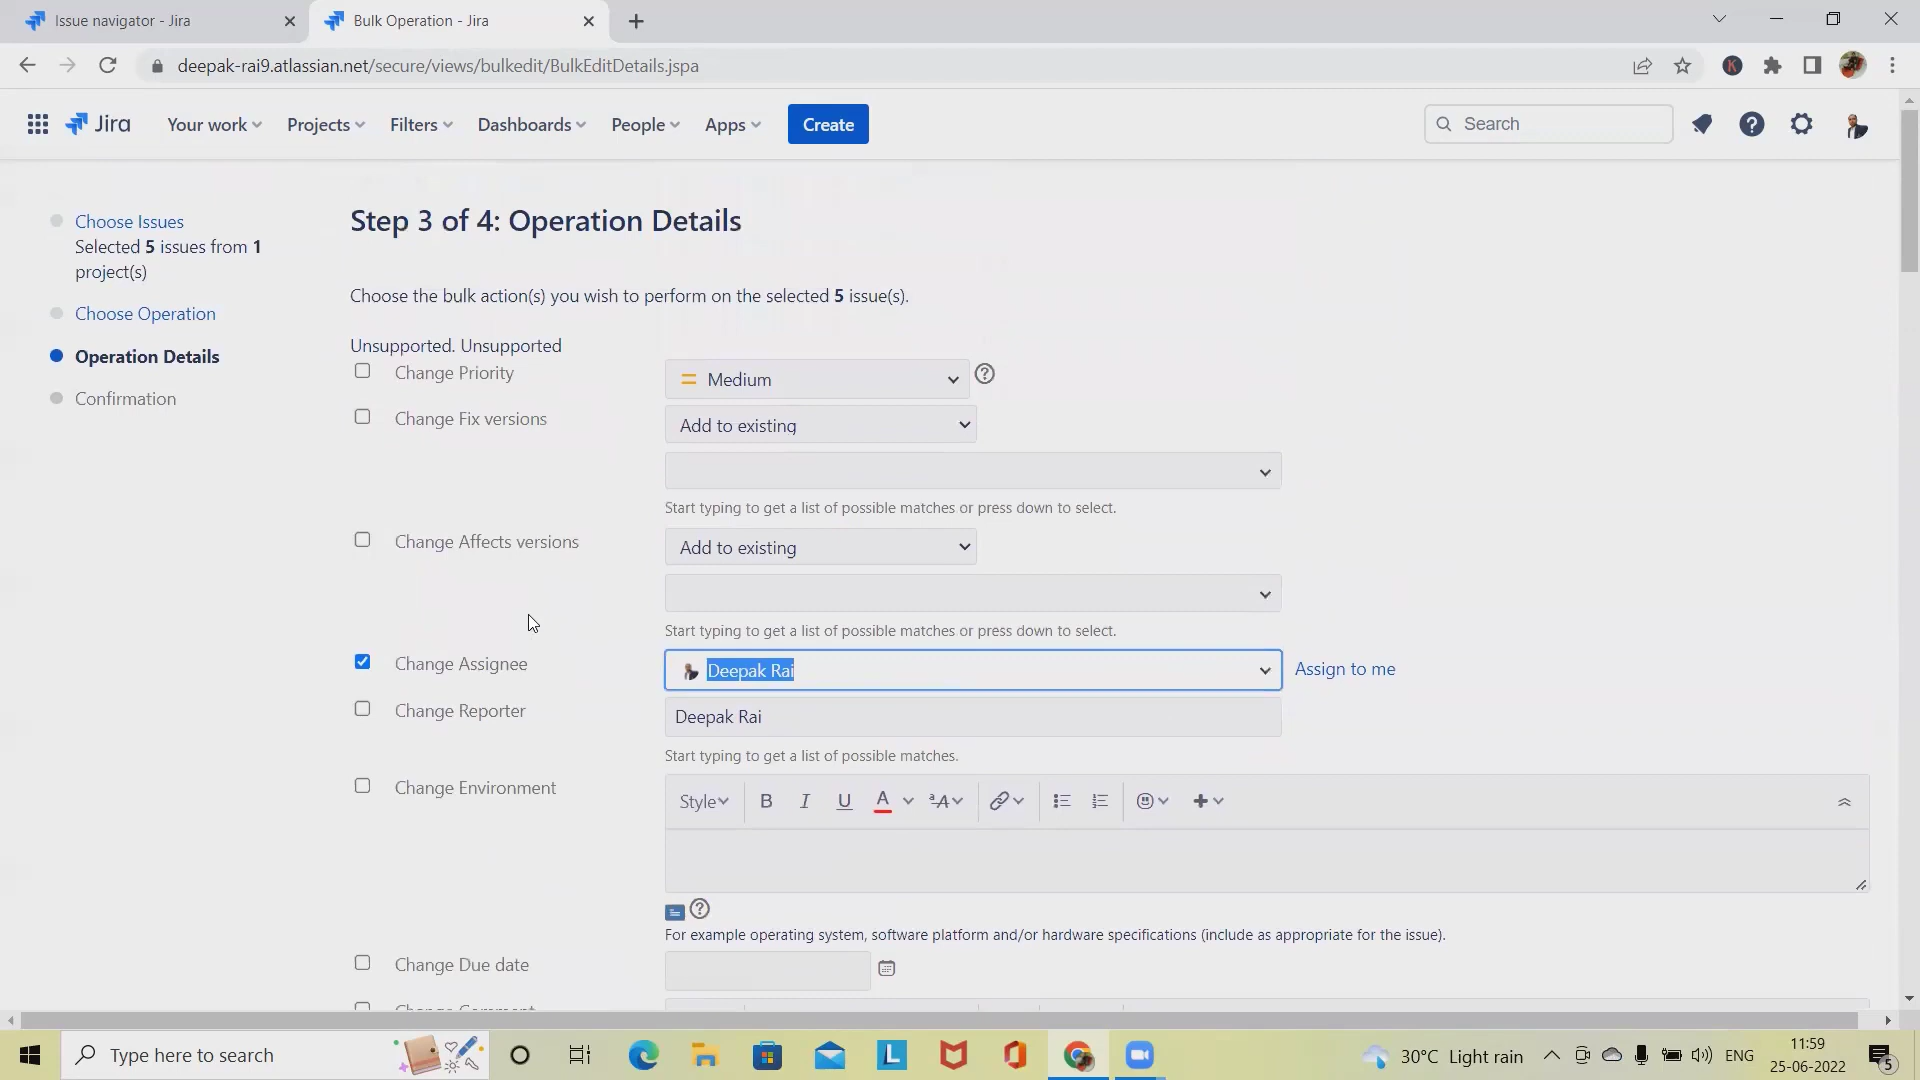 Issue navigator - Jira
Bulk Operation - Jira
deepak-rai9.atlassian.net/secure/views/bulkedit/BulkEditDetails.jspa
K
Jira
Your work
Projects
Filters
Dashboards
People
Apps
Create
Search
Choose Issues
Selected 5 issues from 1
project(s)
Choose Operation
Operation Details
Confirmation
Step 3 of 4: Operation Details
Choose the bulk action(s) you wish to perform on the selected 5 issue(s).
Unsupported. Unsupported
Change Priority
Medium
Change Fix versions
Add to existing
Start typing to get a list of possible matches or press down to select.
Change Affects versions
Add to existing
Start typing to get a list of possible matches or press down to select.
Change Assignee
Deepak Rai
Assign to me
Change Reporter
Deepak Rai
Start typing to get a list of possible matches.
Change Environment
Style
B
I
U
A
ªA
For example operating system, software platform and/or hardware specifications (include as appropriate for the issue).
Change Due date
Change Comment
Type here to search
L
30°C Light rain
ENG
11:59
25-06-2022
5